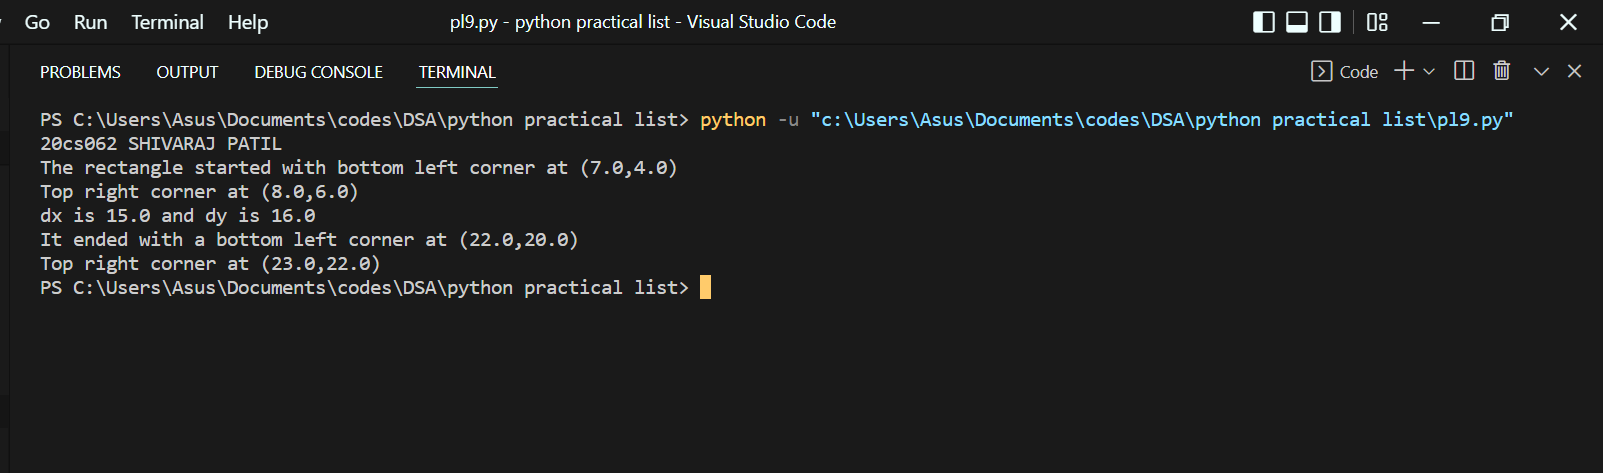 Go Run Terminal Help pl9.py - python practical list - Visual Studio Code
PROBLEMS OUTPUT DEBUG CONSOLE TERMINAL Code
PS C:\Users\Asus\Documents\codes\DSA\python practical list> python -u "c:\Users\Asus\Documents\codes\DSA\python practical list\pl9.py"
20cs062 SHIVARAJ PATIL
The rectangle started with bottom left corner at (7.0,4.0)
Top right corner at (8.0,6.0)
dx is 15.0 and dy is 16.0
It ended with a bottom left corner at (22.0,20.0)
Top right corner at (23.0,22.0)
PS C:\Users\Asus\Documents\codes\DSA\python practical list>